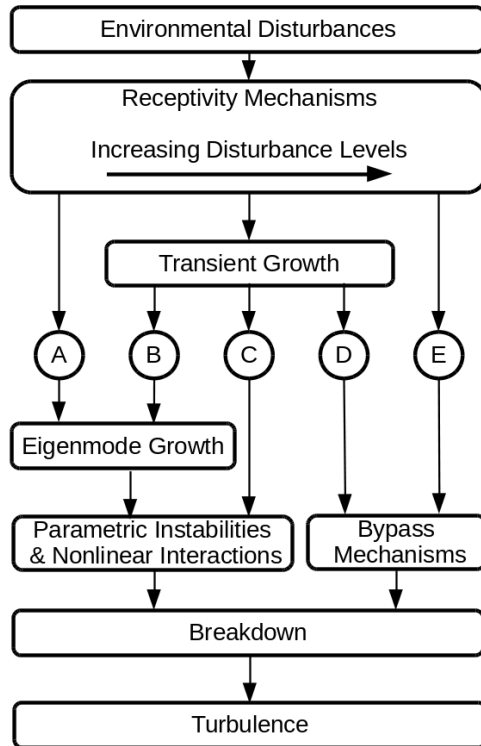 Environmental Disturbances
Receptivity Mechanisms
Increasing Disturbance Levels
Transient Growth
A B C D E
Eigenmode Growth
Parametric Instabilities
& Nonlinear Interactions
Bypass
Mechanisms
Breakdown
Turbulence